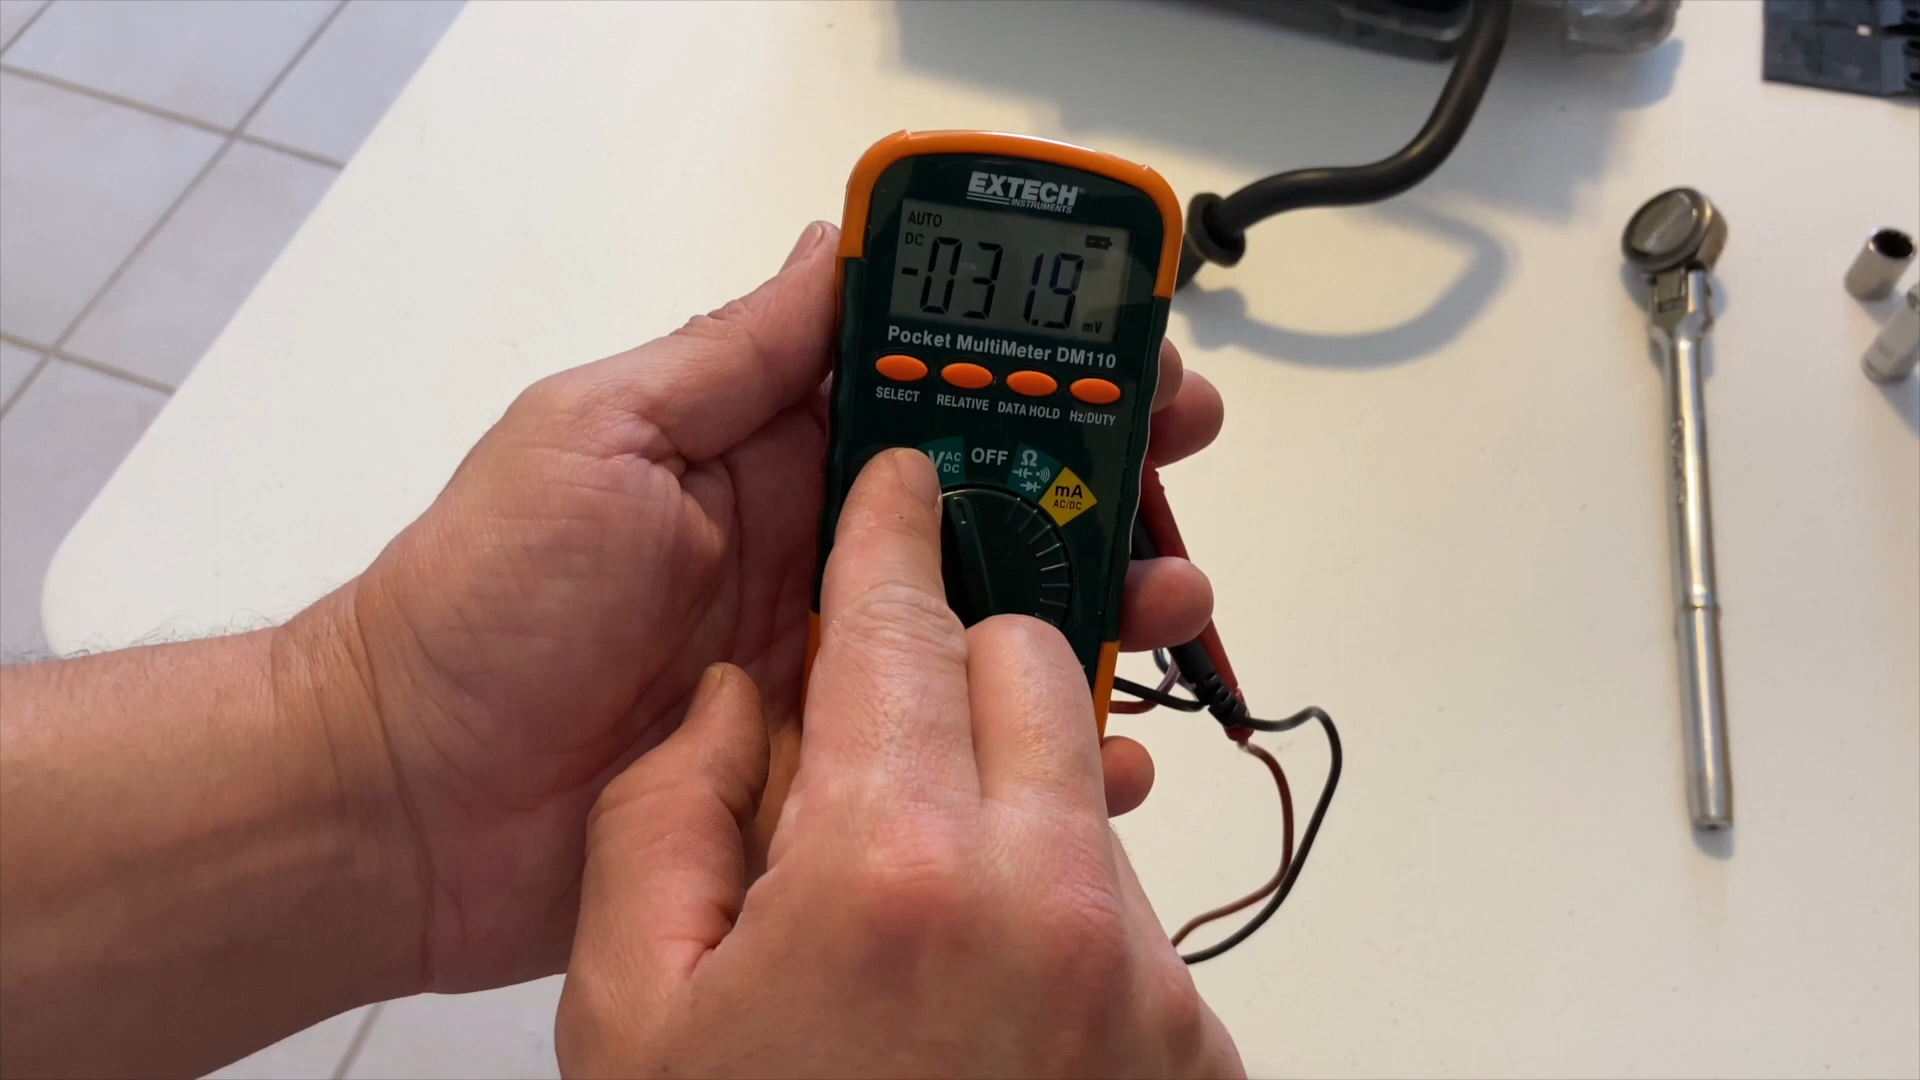 EXTECH
INSTRUMENTS
AUTO
DC
-031.9
mV
Pocket MultiMeter DM110
SELECT RELATIVE DATA HOLD Hz/DUTY
V AC DC OFF Ω
mA
AC/DC